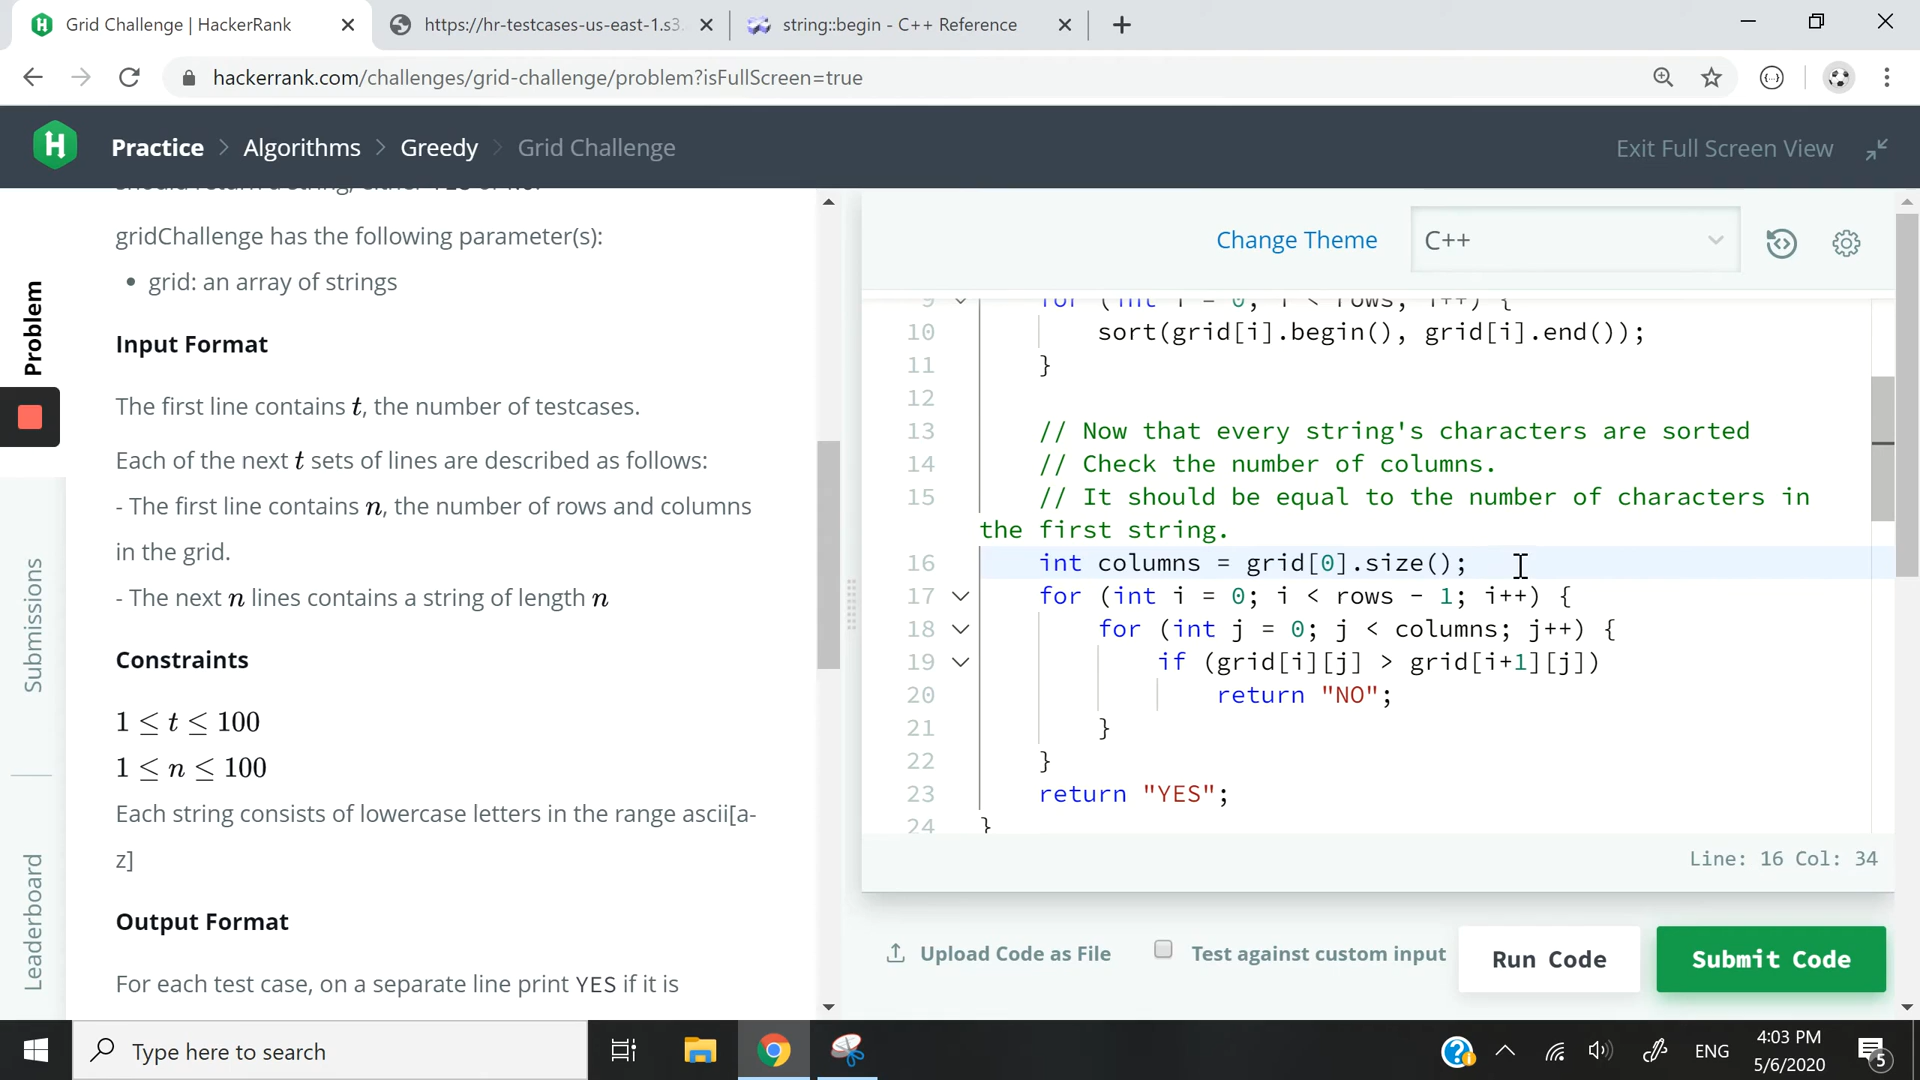 Grid Challenge | HackerRank
https://hr-testcases-us-east-1.s3.
string::begin - C++ Reference
hackerrank.com/challenges/grid-challenge/problem?isFullScreen=true
Practice > Algorithms > Greedy > Grid Challenge
Exit Full Screen View
Problem
Submissions
Leaderboard
gridChallenge has the following parameter(s):
• grid: an array of strings
Input Format
The first line contains t, the number of testcases.
Each of the next t sets of lines are described as follows:
- The first line contains n, the number of rows and columns
in the grid.
- The next n lines contains a string of length n
Constraints
1 ≤ t ≤ 100
1 ≤ n ≤ 100
Each string consists of lowercase letters in the range ascii[a-
z]
Output Format
For each test case, on a separate line print YES if it is
Change Theme
C++
9 for (int i = 0; i < rows; i++) {
10 sort(grid[i].begin(), grid[i].end());
11 }
12
13 // Now that every string's characters are sorted
14 // Check the number of columns.
15 // It should be equal to the number of characters in
the first string.
16 int columns = grid[0].size();
17 for (int i = 0; i < rows - 1; i++) {
18 for (int j = 0; j < columns; j++) {
19 if (grid[i][j] > grid[i+1][j])
20 return "NO";
21 }
22 }
23 return "YES";
24 }
Line: 16 Col: 34
Upload Code as File
Test against custom input
Run Code
Submit Code
Type here to search
ENG
4:03 PM
5/6/2020
5